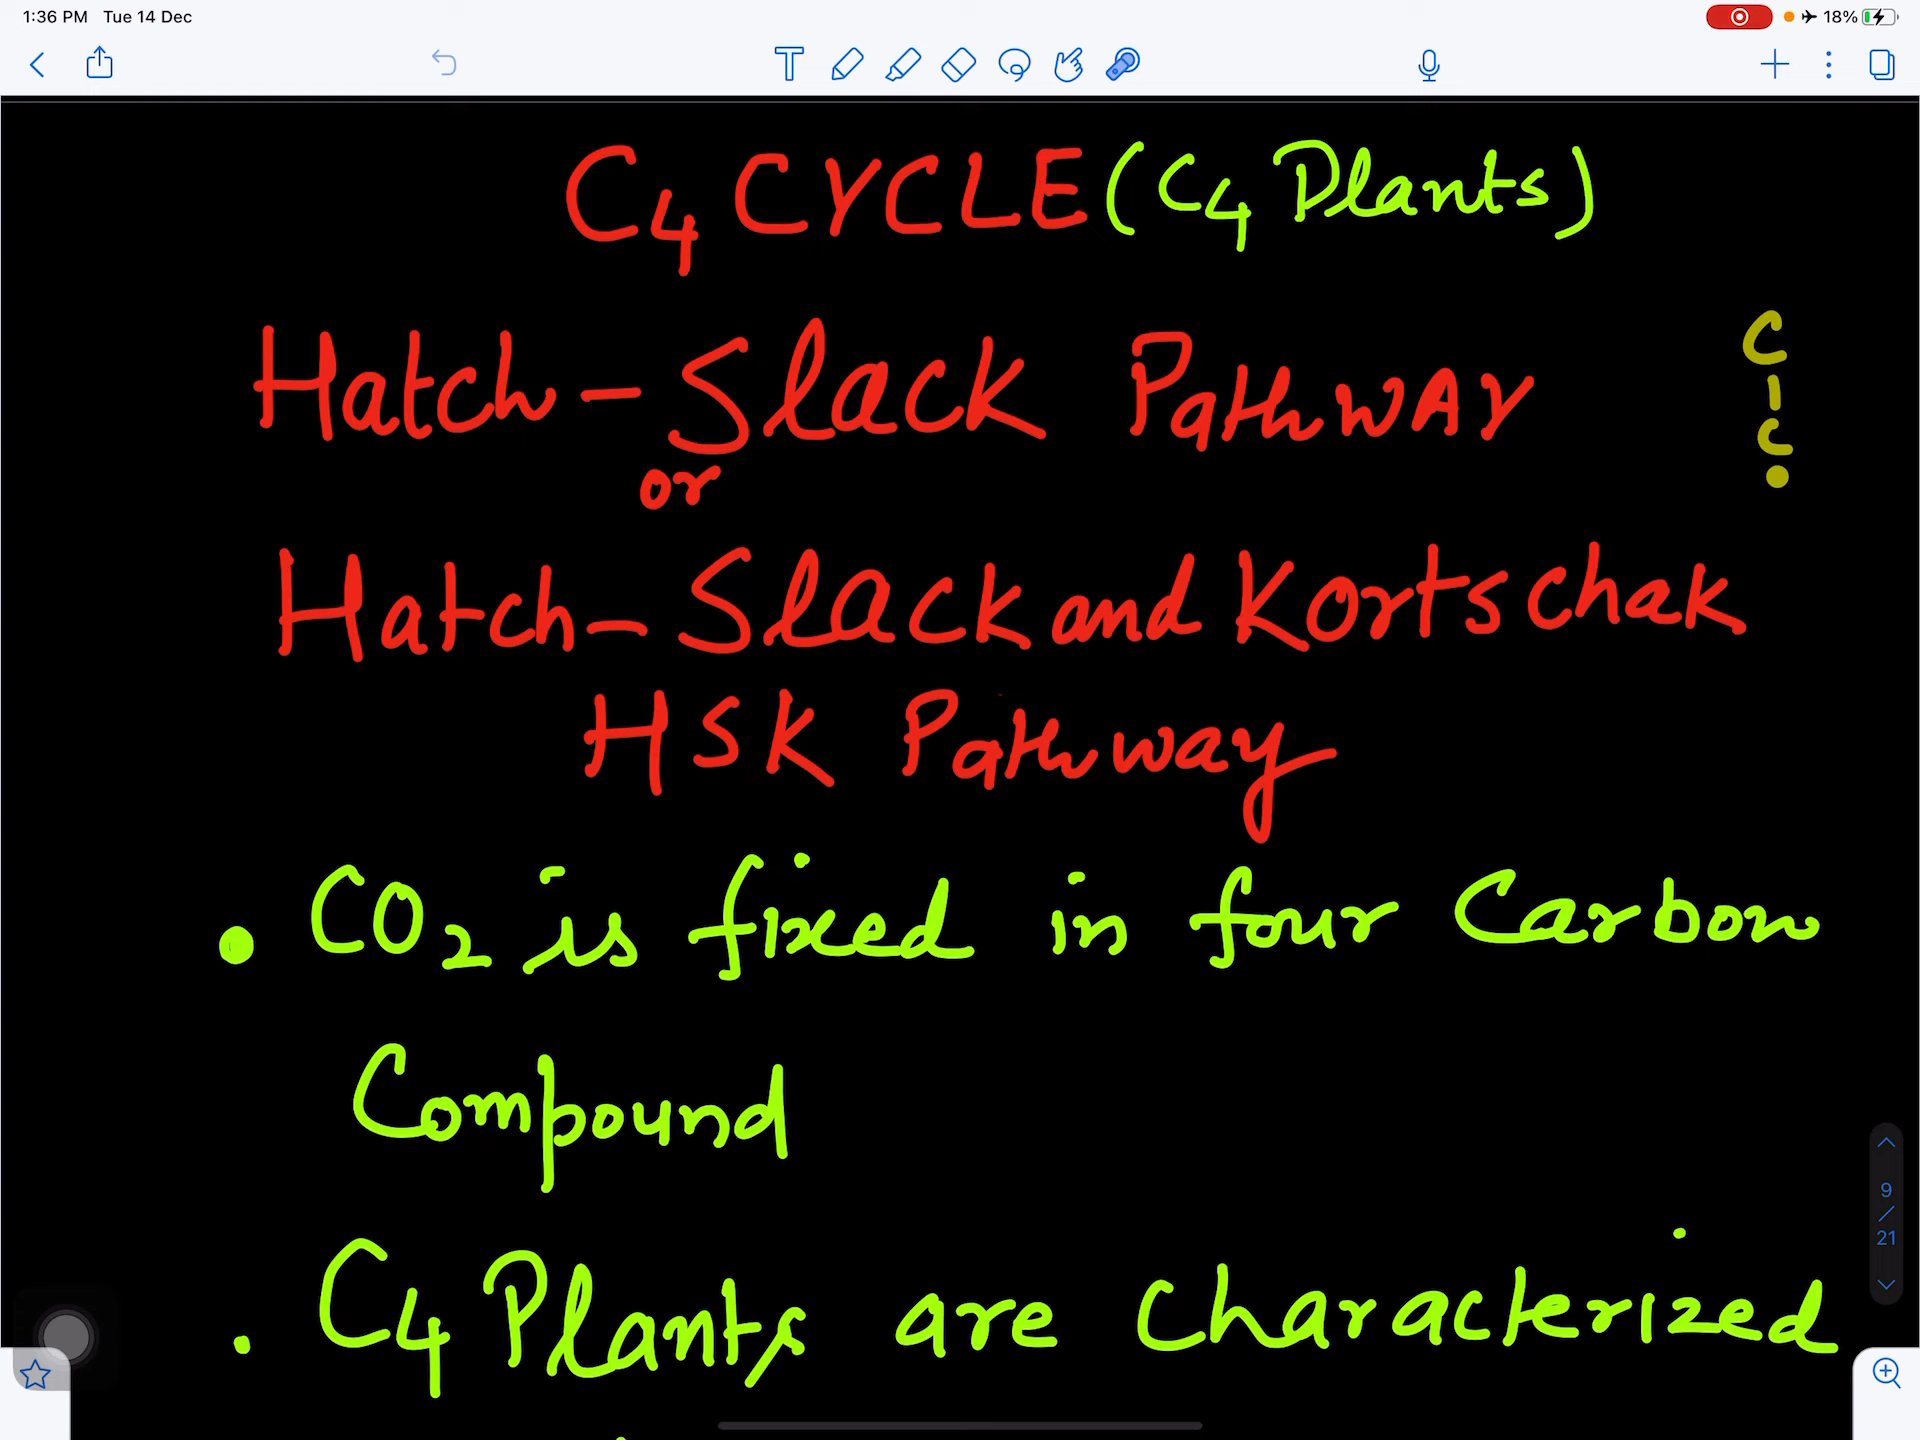 1:36 PM Tue 14 Dec
18%
C4 CYCLE (C4 Plants)
Hatch - Slack PathWAY
or
Hatch - Slack and Kortschak
HSK Pathway
C
C
. CO2 is fixed in four Carbon
Compound
. C4 Plants are characterized
9
/
21